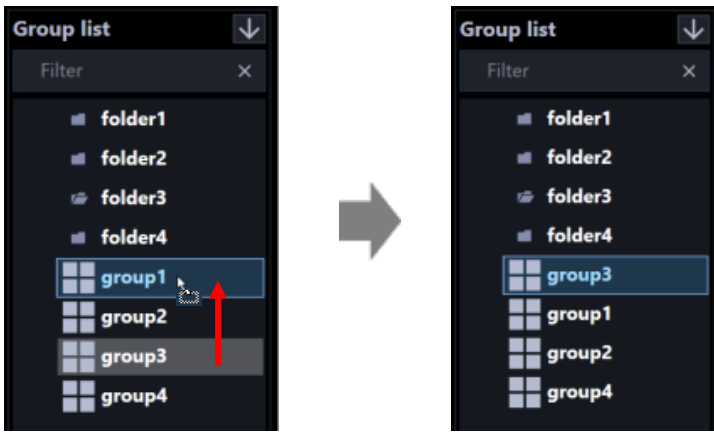 Group list
Filter
folder1
folder2
folder3
folder4
group1
group2
group3
group4
Group list
Filter
folder1
folder2
folder3
folder4
group3
group1
group2
group4